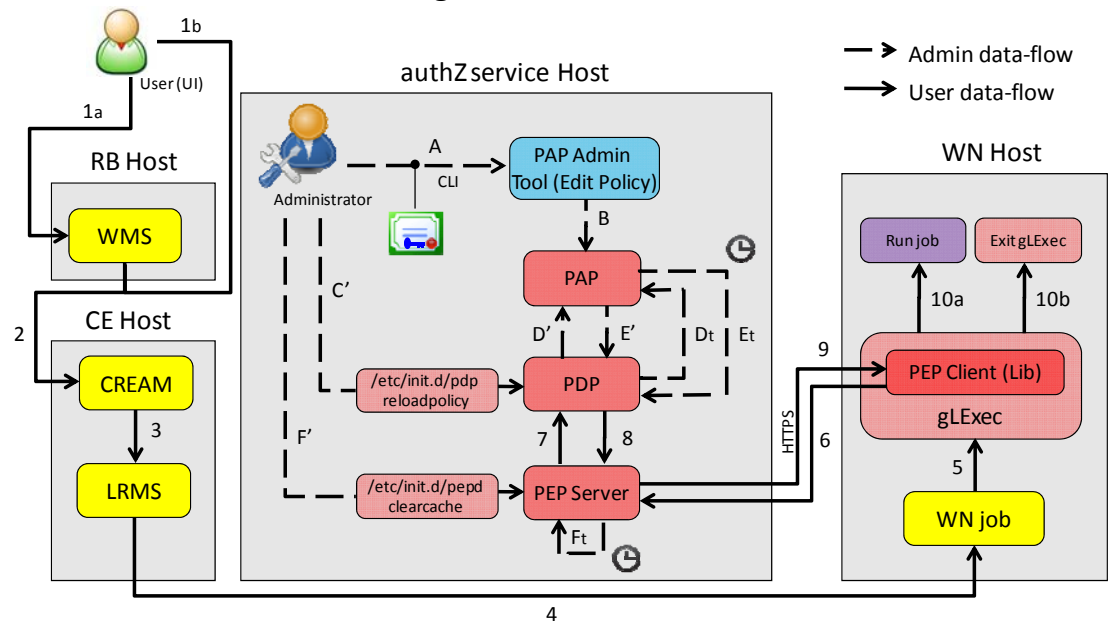 1b
User (UI)
1a
authZservice Host
Admin data-flow
User data-flow
RB Host
WMS
2
CE Host
CREAM
3
LRMS
4
Administrator
A
CLI
PAP Admin
Tool (Edit Policy)
B
PAP
C'
D'
E'
Dt
Et
/etc/init.d/pdp
reloadpolicy
PDP
F'
7
8
/etc/init.d/pepd
clearcache
PEP Server
Ft
HTTPS
9
6
WN Host
Run job
Exit gLExec
10a
10b
PEP Client (Lib)
gLExec
5
WN job